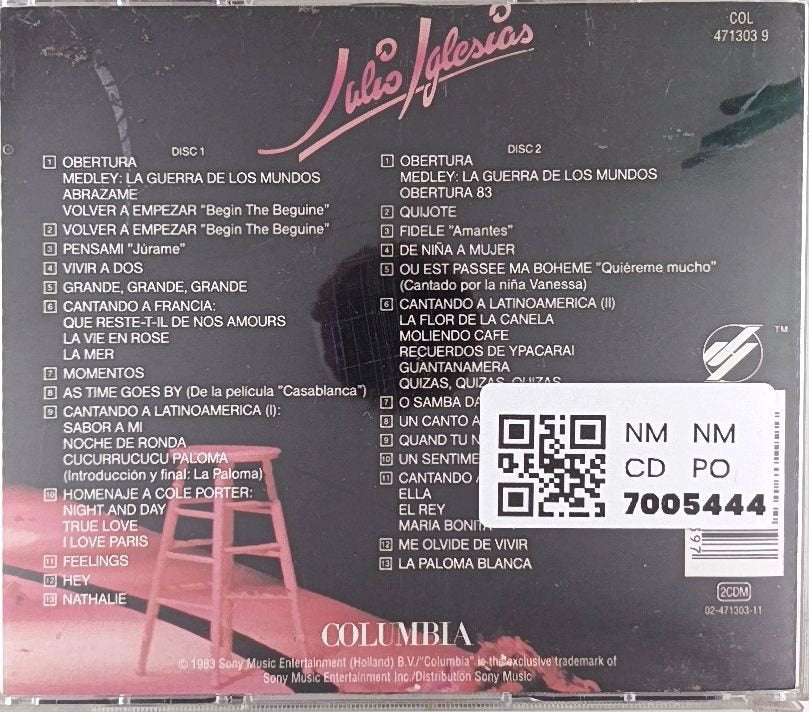 Julio Iglesias
COL
471303 9
DISC 1
1 OBERTURA
MEDLEY: LA GUERRA DE LOS MUNDOS
ABRAZAME
VOLVER A EMPEZAR "Begin The Beguine"
2 VOLVER A EMPEZAR "Begin The Beguine"
3 PENSAMI "Júrame"
4 VIVIR A DOS
5 GRANDE, GRANDE, GRANDE
6 CANTANDO A FRANCIA:
QUE RESTE-T-IL DE NOS AMOURS
LA VIE EN ROSE
LA MER
7 MOMENTOS
8 AS TIME GOES BY (De la película "Casablanca")
9 CANTANDO A LATINOAMERICA (I):
SABOR A MI
NOCHE DE RONDA
CUCURRUCUCU PALOMA
(Introducción y final: La Paloma)
10 HOMENAJE A COLE PORTER:
NIGHT AND DAY
TRUE LOVE
I LOVE PARIS
11 FEELINGS
12 HEY
13 NATHALIE
DISC 2
1 OBERTURA
MEDLEY: LA GUERRA DE LOS MUNDOS
OBERTURA 83
2 QUIJOTE
3 FIDELE "Amantes"
4 DE NIÑA A MUJER
5 OU EST PASSEE MA BOHEME "Quiéreme mucho"
(Cantado por la niña Vanessa)
6 CANTANDO A LATINOAMERICA (II)
LA FLOR DE LA CANELA
MOLIENDO CAFE
RECUERDOS DE YPACARAI
GUANTANAMERA
QUIZAS, QUIZAS, QUIZAS
7 O SAMBA DA
8 UN CANTO A
9 QUAND TU N
10 UN SENTIME
11 CANTANDO A
ELLA
EL REY
MARIA BONITA
12 ME OLVIDE DE VIVIR
13 LA PALOMA BLANCA
TM
NM NM
CD PO
7005444
2CDM
02-471303-11
COLUMBIA
© 1983 Sony Music Entertainment (Holland) B.V./"Columbia" is the exclusive trademark of
Sony Music Entertainment Inc./Distribution Sony Music